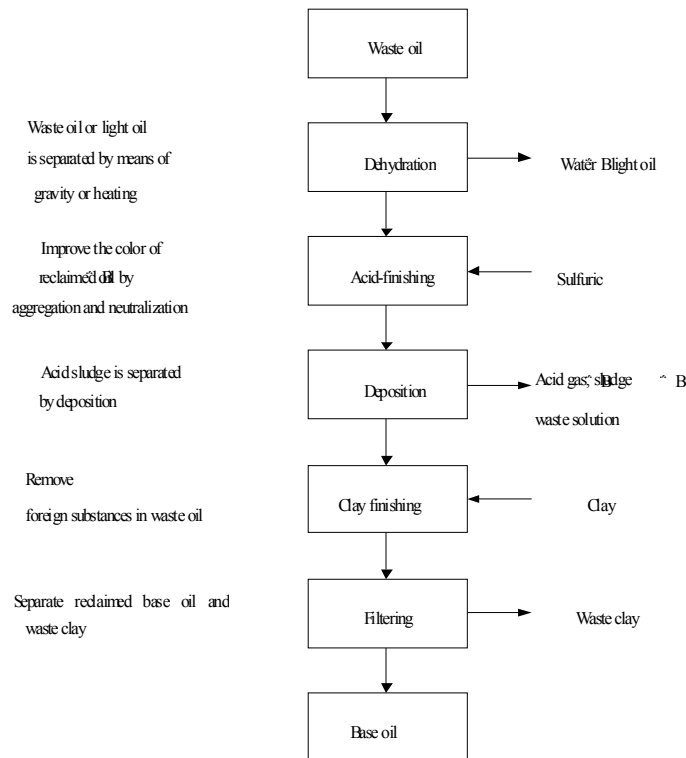 Waste oil
Waste oil or light oil
is separated by means of
gravity or heating
Dehydration
Water Blight oil
Improve the color of
reclaimed oil by
aggregation and neutralization
Acid-finishing
Sulfuric
Acid sludge is separated
by deposition
Deposition
Acid gas, sludge B
waste solution
Remove
foreign substances in waste oil
Clay finishing
Clay
Separate reclaimed base oil and
waste clay
Filtering
Waste clay
Base oil